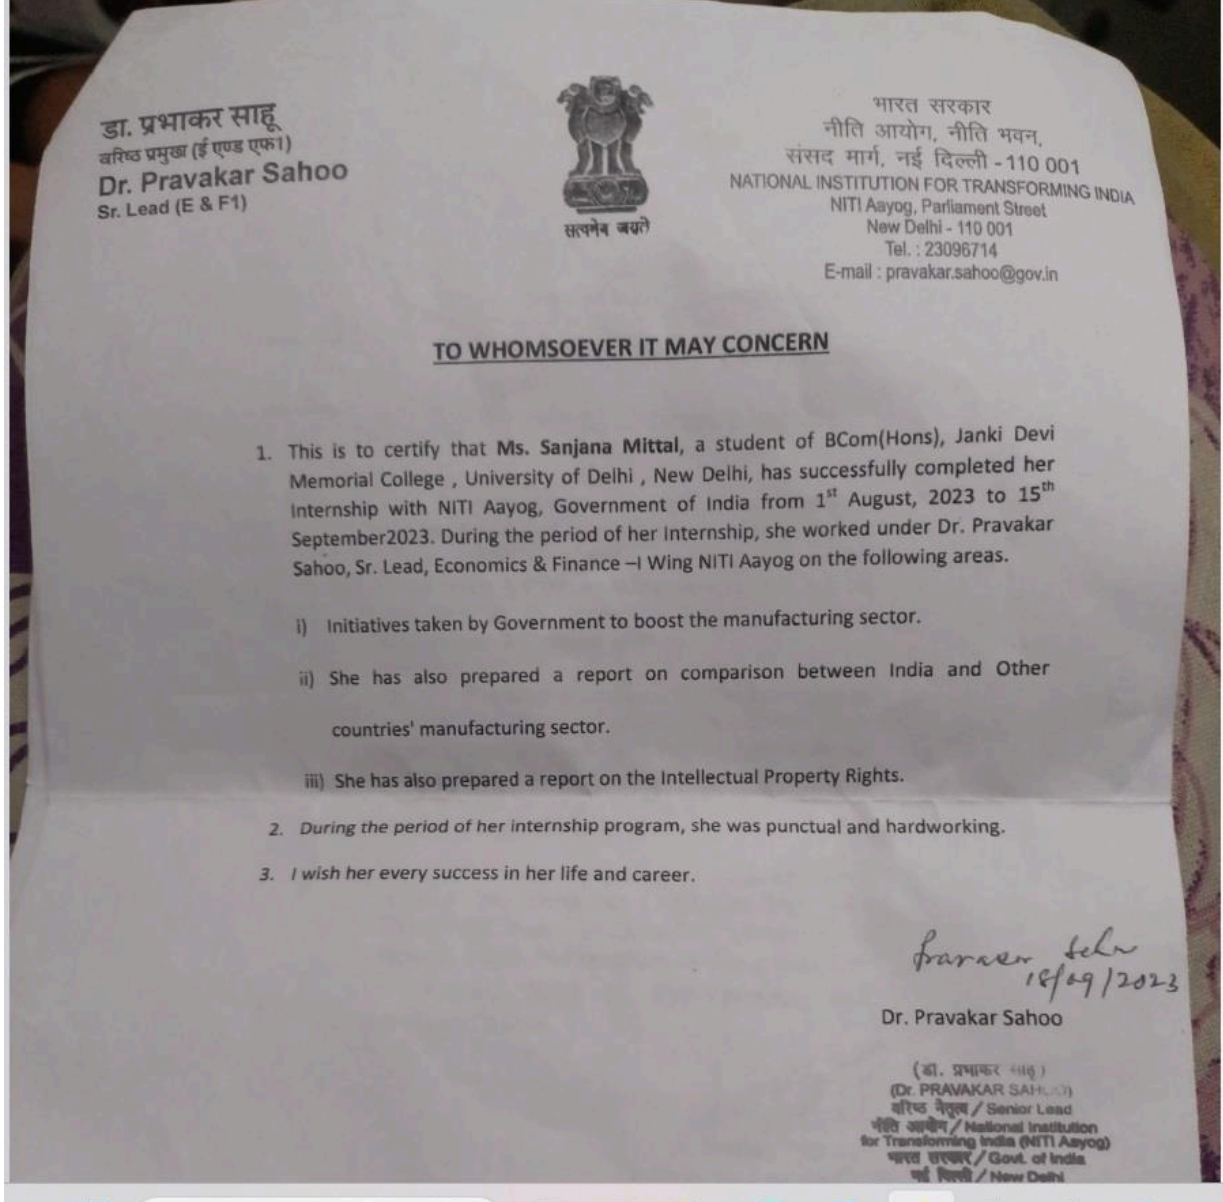 डा. प्रभाकर साहू
वरिष्ठ प्रमुख (ई एण्ड एफ1)
Dr. Pravakar Sahoo
Sr. Lead (E & F1)
सत्यमेव जयते
भारत सरकार
नीति आयोग, नीति भवन,
संसद मार्ग, नई दिल्ली - 110 001
NATIONAL INSTITUTION FOR TRANSFORMING INDIA
NITI Aayog, Parliament Street
New Delhi - 110 001
Tel. : 23096714
E-mail : pravakar.sahoo@gov.in
TO WHOMSOEVER IT MAY CONCERN
1. This is to certify that Ms. Sanjana Mittal, a student of BCom(Hons), Janki Devi
Memorial College , University of Delhi , New Delhi, has successfully completed her
Internship with NITI Aayog, Government of India from 1st August, 2023 to 15th
September2023. During the period of her Internship, she worked under Dr. Pravakar
Sahoo, Sr. Lead, Economics & Finance –I Wing NITI Aayog on the following areas.
i) Initiatives taken by Government to boost the manufacturing sector.
ii) She has also prepared a report on comparison between India and Other
countries' manufacturing sector.
iii) She has also prepared a report on the Intellectual Property Rights.
2. During the period of her internship program, she was punctual and hardworking.
3. I wish her every success in her life and career.
18/09/2023
Dr. Pravakar Sahoo
(डा. प्रभाकर साहू)
(Dr. PRAVAKAR SAHOO)
वरिष्ठ नेतृत्व / Senior Lead
नीति आयोग / National Institution
for Transforming India (NITI Aayog)
भारत सरकार / Govt. of India
नई दिल्ली / New Delhi